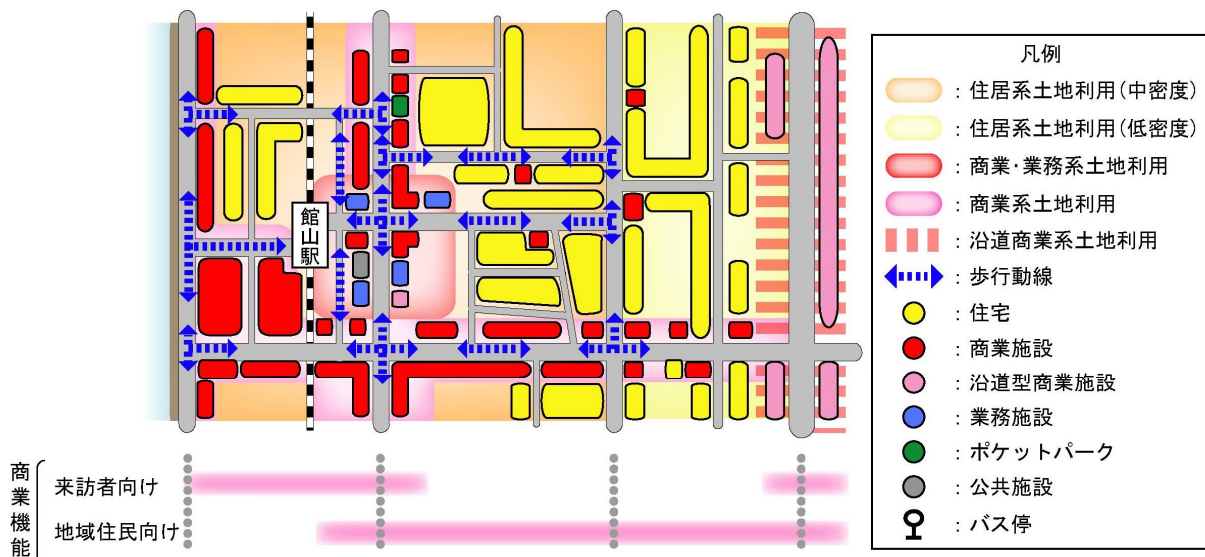 館山駅
凡例
：住居系土地利用（中密度）
：住居系土地利用（低密度）
：商業・業務系土地利用
：商業系土地利用
：沿道商業系土地利用
：歩行動線
：住宅
：商業施設
：沿道型商業施設
：業務施設
：ポケットパーク
：公共施設
：バス停
商業機能
来訪者向け
地域住民向け